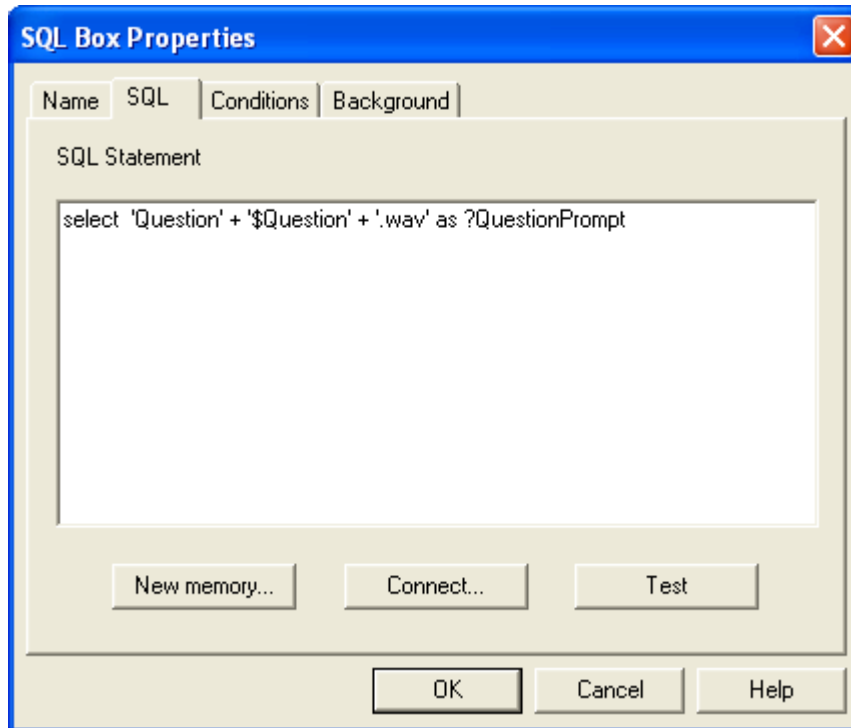 SQL Box Properties
Name SQL Conditions Background
SQL Statement
select  'Question' + '$Question' + '.wav' as ?QuestionPrompt
New memory... Connect... Test
OK Cancel Help